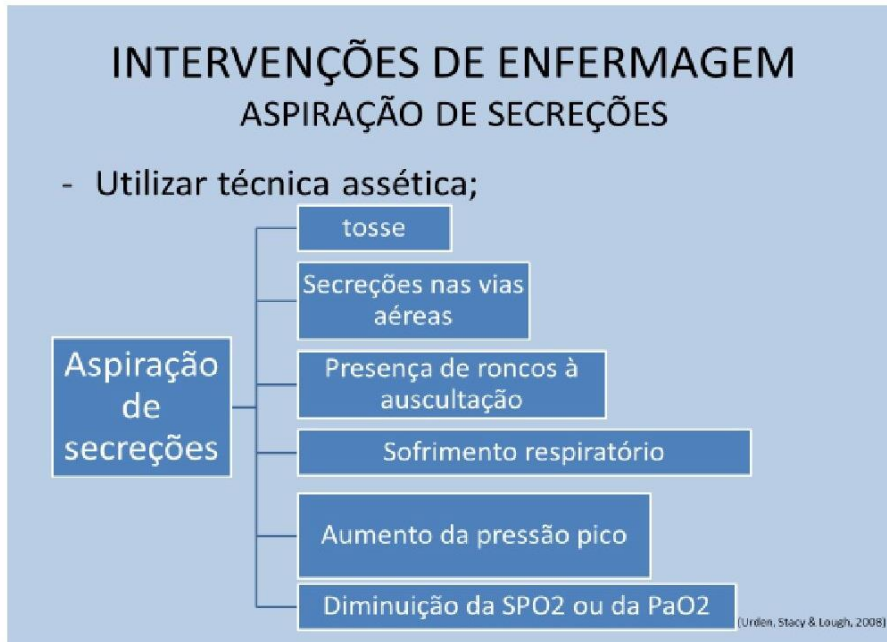 INTERVENÇÕES DE ENFERMAGEM
ASPIRAÇÃO DE SECREÇÕES
- Utilizar técnica assética;
Aspiração
de
secreções
tosse
Secreções nas vias
aéreas
Presença de roncos à
auscultação
Sofrimento respiratório
Aumento da pressão pico
Diminuição da SPO2 ou da PaO2
(Urden, Stacy & Lough, 2008)